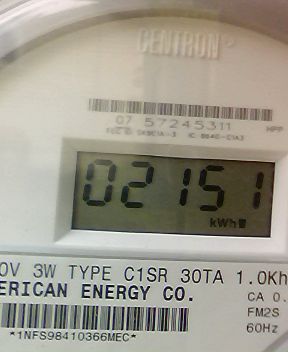 CENTRON®
07 57245311 HPP
02151
kWh
0V 3W TYPE C1SR 30TA 1.0Kh
ERICAN ENERGY CO.
CA 0.
FM2S
60Hz
*1NFS98410366MEC*